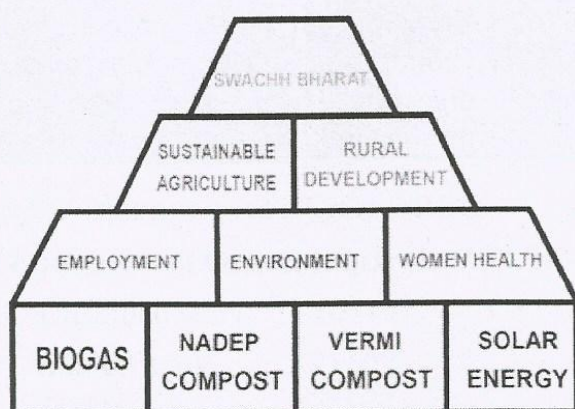 SWACHH BHARAT
SUSTAINABLE
AGRICULTURE
RURAL
DEVELOPMENT
EMPLOYMENT
ENVIRONMENT
WOMEN HEALTH
BIOGAS
NADEP
COMPOST
VERMI
COMPOST
SOLAR
ENERGY